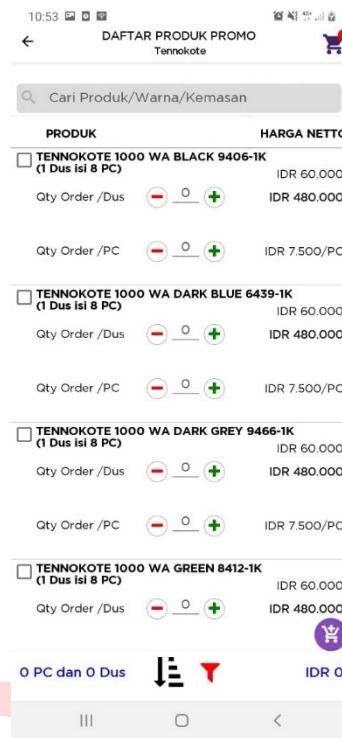 10:53
DAFTAR PRODUK PROMO
Tennokote
Cari Produk/Warna/Kemasan
PRODUK HARGA NETTO
TENNOKOTE 1000 WA BLACK 9406-1K
(1 Dus isi 8 PC)
IDR 60.000
Qty Order /Dus 0 IDR 480.000
Qty Order /PC 0 IDR 7.500/PC
TENNOKOTE 1000 WA DARK BLUE 6439-1K
(1 Dus isi 8 PC)
IDR 60.000
Qty Order /Dus 0 IDR 480.000
Qty Order /PC 0 IDR 7.500/PC
TENNOKOTE 1000 WA DARK GREY 9466-1K
(1 Dus isi 8 PC)
IDR 60.000
Qty Order /Dus 0 IDR 480.000
Qty Order /PC 0 IDR 7.500/PC
TENNOKOTE 1000 WA GREEN 8412-1K
(1 Dus isi 8 PC)
IDR 60.000
Qty Order /Dus 0 IDR 480.000
0 PC dan 0 Dus IDR 0